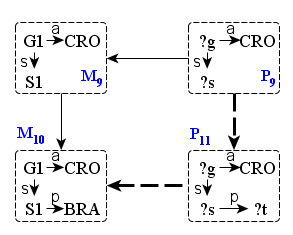 G1 a CRO
s
S1
M9
?g a CRO
s
?s
P9
M10
G1 a CRO
s
S1 p BRA
P11
?g a CRO
s
?s p ?t